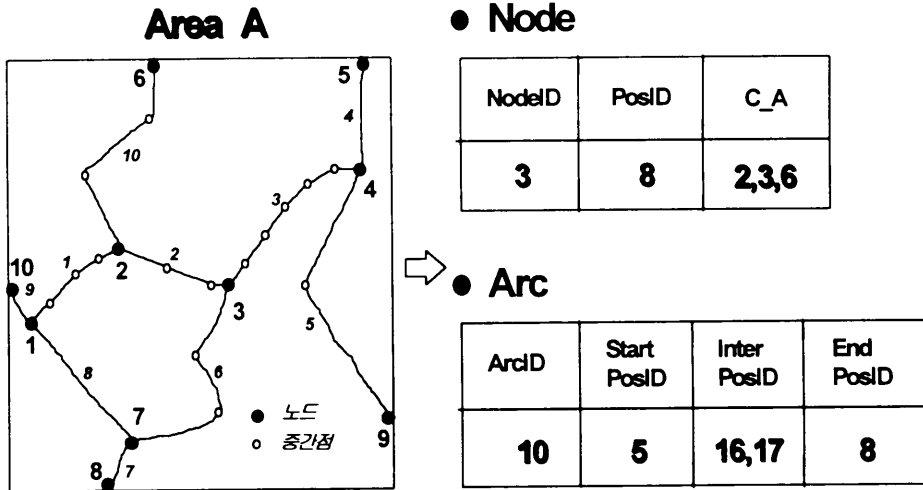 Area A
6
5
4
10
3
4
1
2
2
10
9
3
1
5
6
8
7
● 노드
○ 중간점
9
8
7
● Node
NodeID PosID C_A
3 8 2,3,6
● Arc
ArcID Start PosID Inter PosID End PosID
10 5 16,17 8